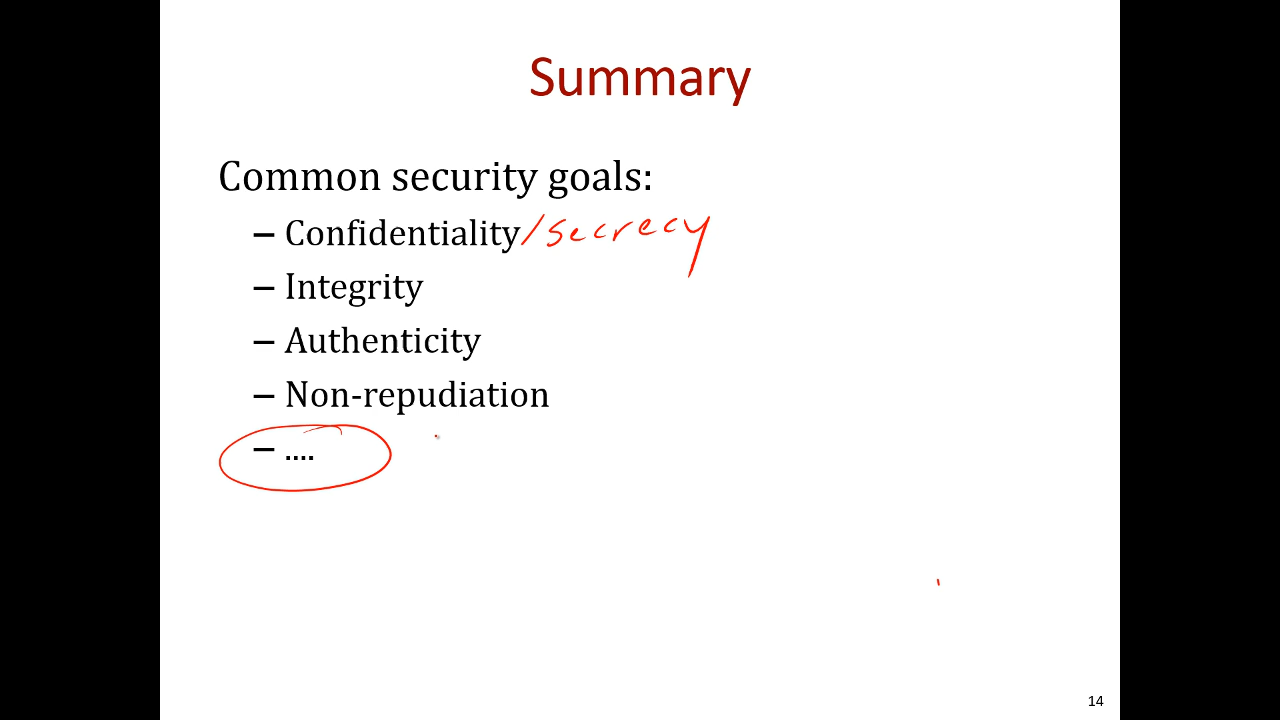 Summary
Common security goals:
– Confidentiality/secrecy
– Integrity
– Authenticity
– Non-repudiation
– ....
14